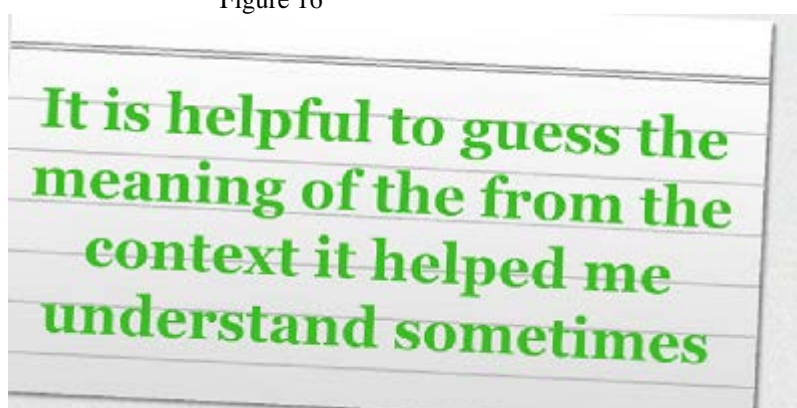 Figure 16
It is helpful to guess the
meaning of the from the
context it helped me
understand sometimes